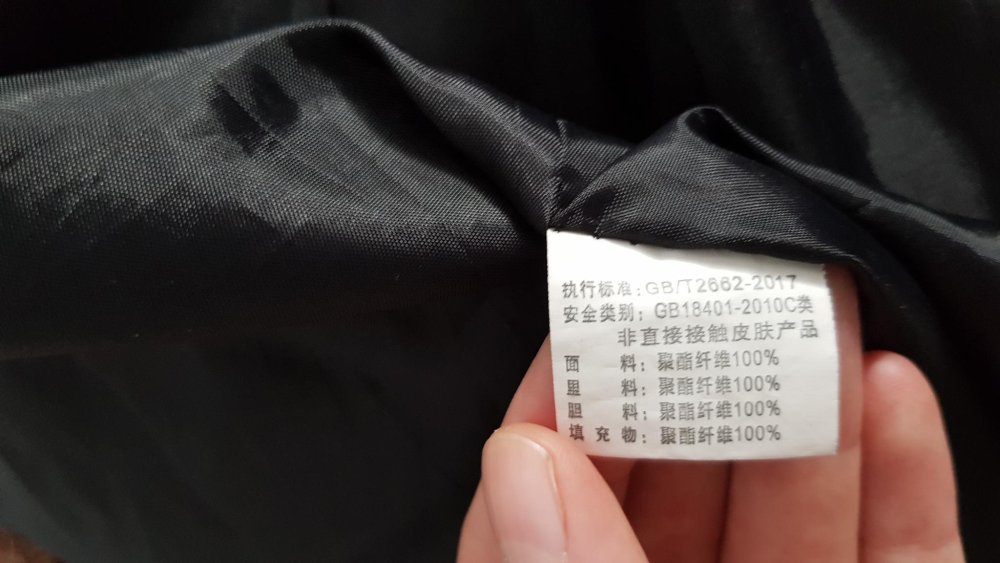 执行标准：GB/T2662-2017
安全类别：GB18401-2010C类
非直接接触皮肤产品
面 料：聚酯纤维100%
里 料：聚酯纤维100%
胆 料：聚酯纤维100%
填 充 物：聚酯纤维100%